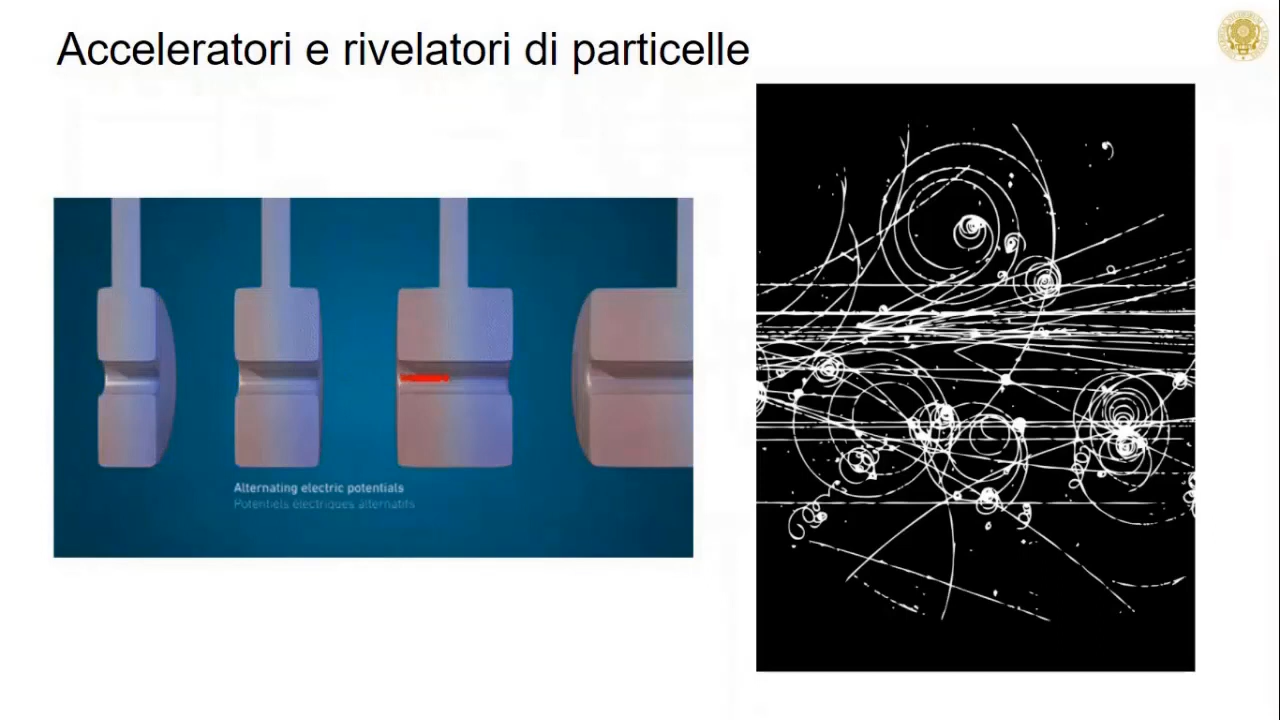 Acceleratori e rivelatori di particelle
Alternating electric potentials
Potentiels électriques alternatifs